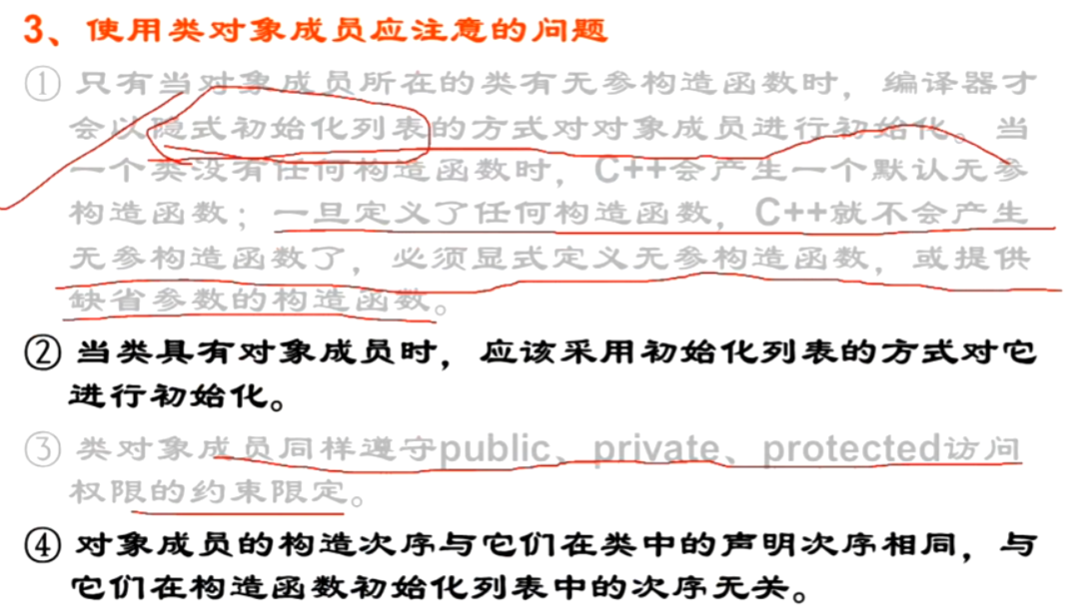 3、使用类对象成员应注意的问题
① 只有当对象成员所在的类有无参构造函数时，编译器才
会以隐式初始化列表的方式对对象成员进行初始化。当
一个类没有任何构造函数时，C++会产生一个默认无参
构造函数；一旦定义了任何构造函数，C++就不会产生
无参构造函数了，必须显式定义无参构造函数，或提供
缺省参数的构造函数。
② 当类具有对象成员时，应该采用初始化列表的方式对它
进行初始化。
③ 类对象成员同样遵守public、private、protected访问
权限的约束限定。
④ 对象成员的构造次序与它们在类中的声明次序相同，与
它们在构造函数初始化列表中的次序无关。